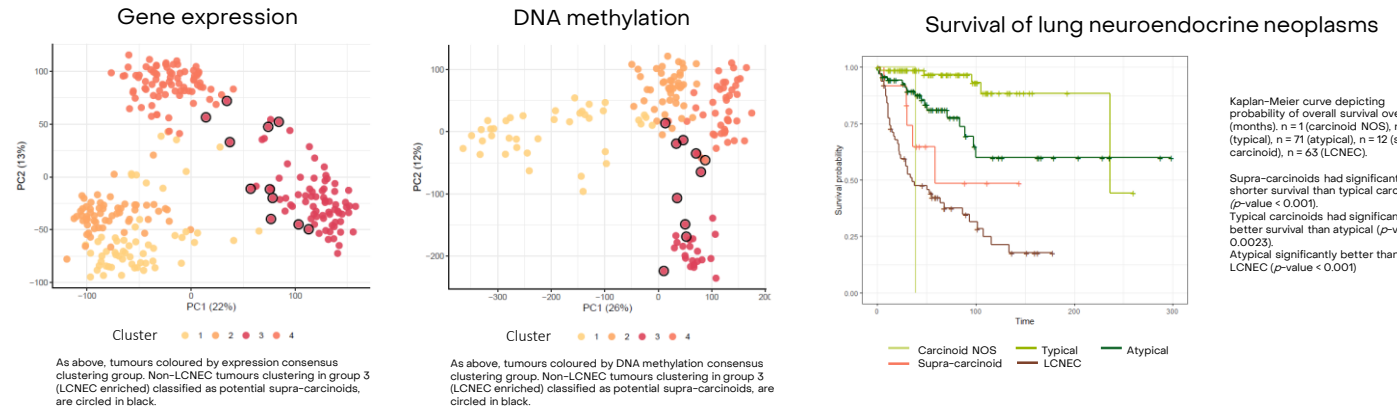 Gene expression
DNA methylation
Survival of lung neuroendocrine neoplasms
PC2 (13%)
100
50
0
−50
−100
−100
0
100
PC1 (22%)
Cluster
1 2 3 4
As above, tumours coloured by expression consensus
clustering group. Non-LCNEC tumours clustering in group 3
(LCNEC enriched) classified as potential supra-carcinoids,
are circled in black.
PC2 (12%)
100
0
−100
−200
−300
−200
−100
0
100
PC1 (26%)
Cluster
1 2 3 4
As above, tumours coloured by DNA methylation consensus
clustering group. Non-LCNEC tumours clustering in group 3
(LCNEC enriched) classified as potential supra-carcinoids, are
circled in black.
Survival probability
1.00
0.75
0.50
0.25
0.00
0
100
200
300
Time
Carcinoid NOS
Typical
Atypical
Supra-carcinoid
LCNEC
Kaplan-Meier curve depicting
probability of overall survival ove
(months). n = 1 (carcinoid NOS), n
(typical), n = 71 (atypical), n = 12 (s
carcinoid), n = 63 (LCNEC).
Supra-carcinoids had significant
shorter survival than typical carc
(p-value < 0.001).
Typical carcinoids had significant
better survival than atypical (p-v
0.0023).
Atypical significantly better than
LCNEC (p-value < 0.001)